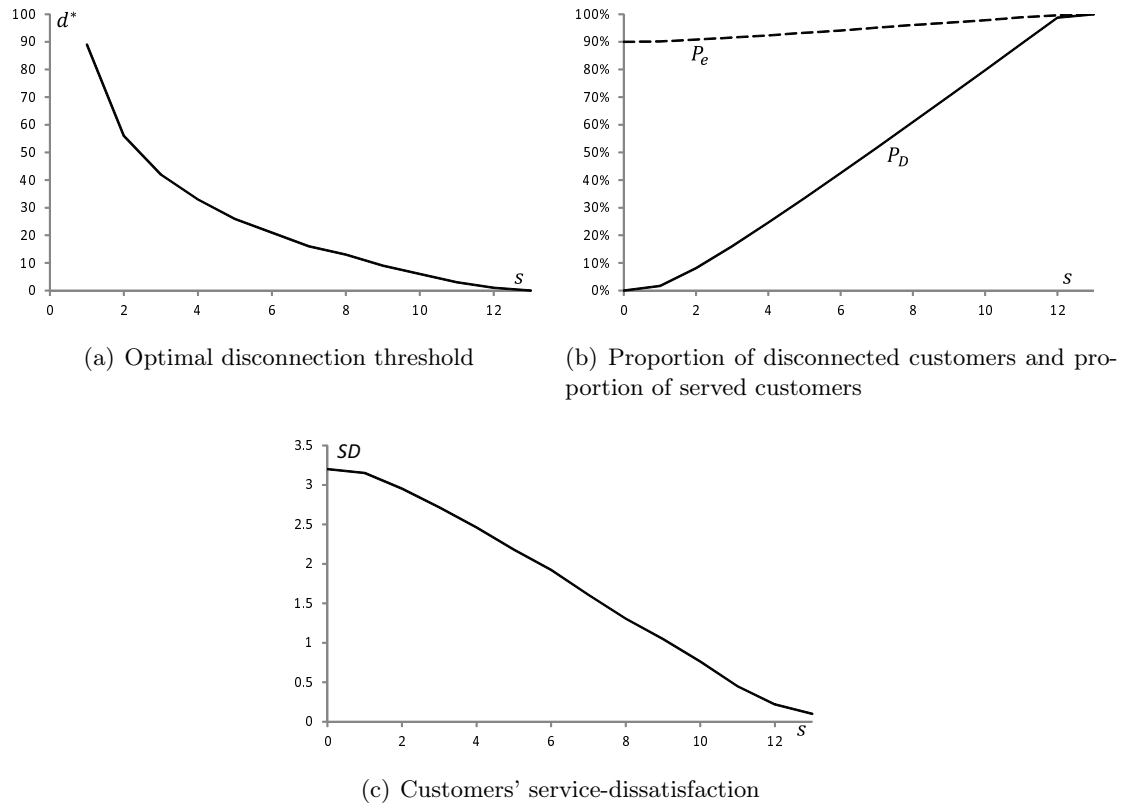 d*
100
90
80
70
60
50
40
30
20
10
0
s
0 2 4 6 8 10 12
(a) Optimal disconnection threshold
100%
90%
80%
70%
60%
50%
40%
30%
20%
10%
0%
P_e
P_D
s
0 2 4 6 8 10 12
(b) Proportion of disconnected customers and pro-
portion of served customers
SD
3.5
3
2.5
2
1.5
1
0.5
0
s
0 2 4 6 8 10 12
(c) Customers' service-dissatisfaction